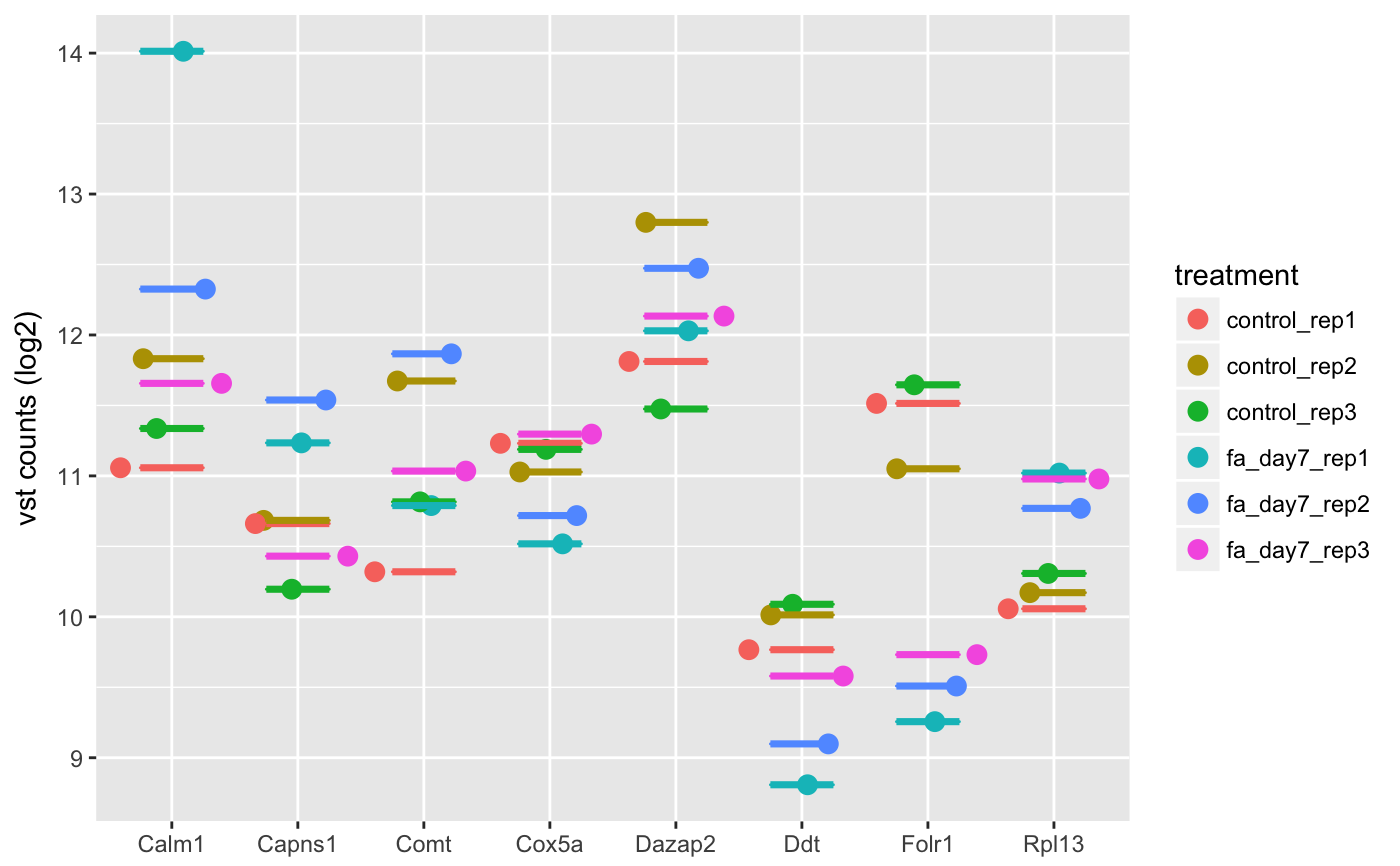 vst counts (log2)
14
13
12
11
10
9
Calm1 Capns1 Comt Cox5a Dazap2 Ddt Folr1 Rpl13
treatment
control_rep1
control_rep2
control_rep3
fa_day7_rep1
fa_day7_rep2
fa_day7_rep3